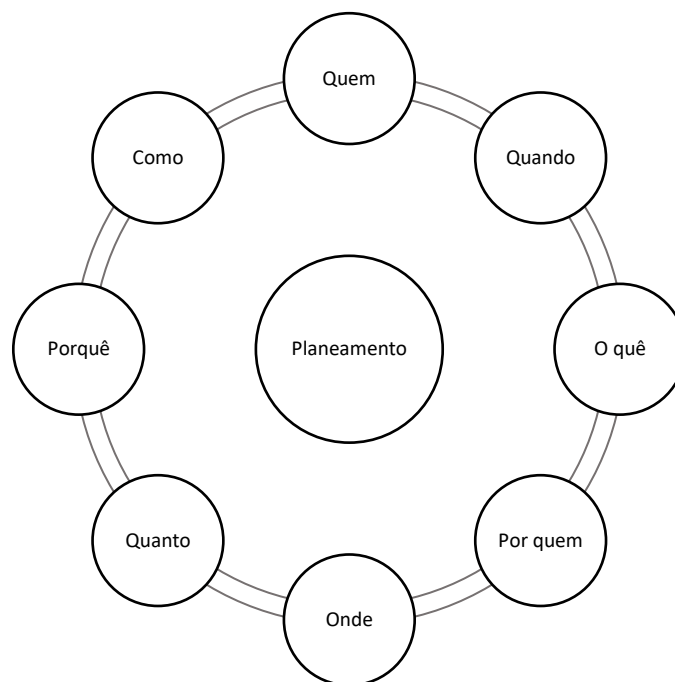 Quem
Como
Quando
Porquê
Planeamento
O quê
Quanto
Por quem
Onde